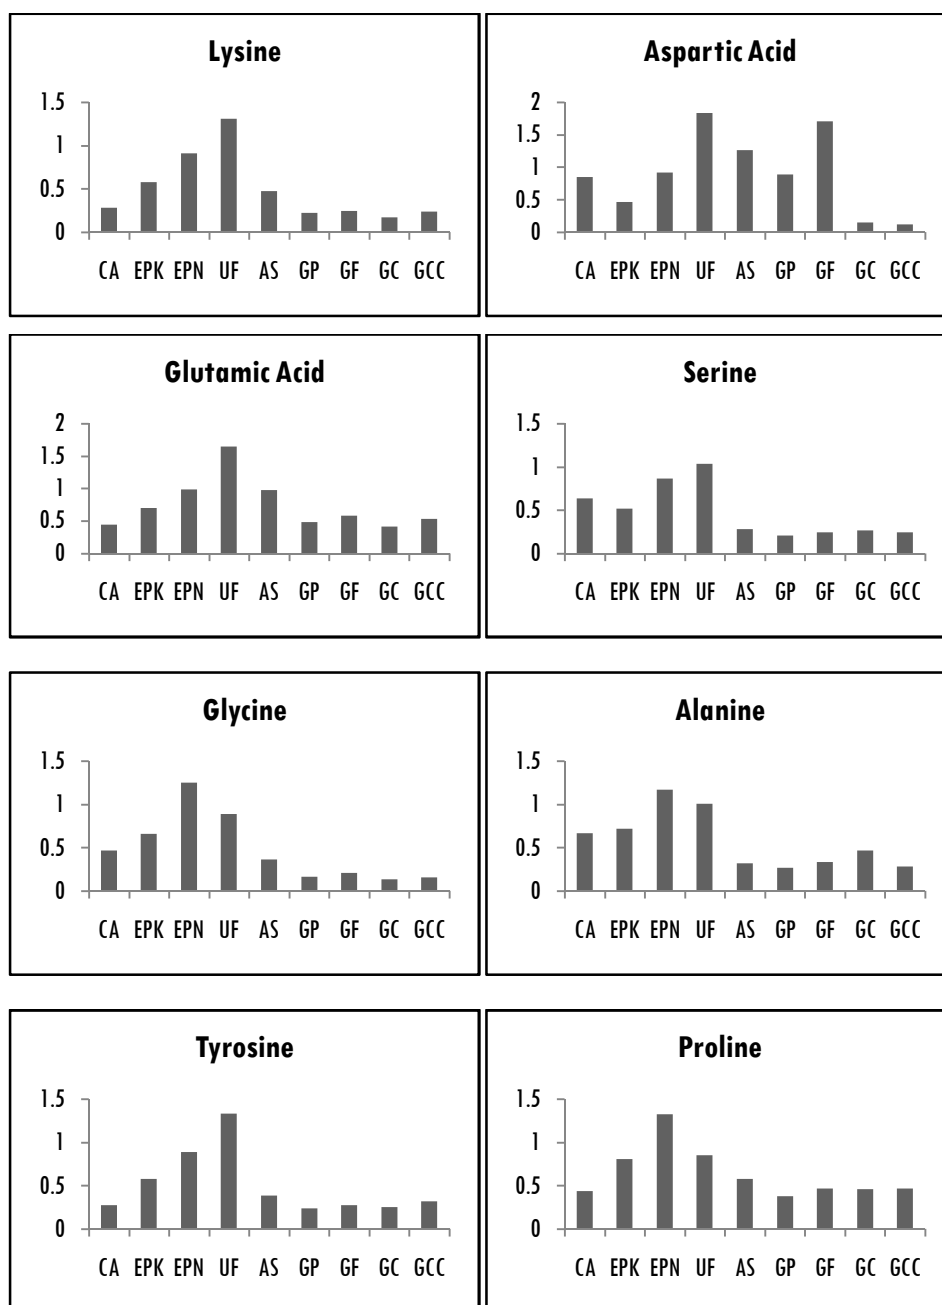 Lysine
1.5
1
0.5
0
CA EPK EPN UF AS GP GF GC GCC
Aspartic Acid
2
1.5
1
0.5
0
CA EPK EPN UF AS GP GF GC GCC
Glutamic Acid
2
1.5
1
0.5
0
CA EPK EPN UF AS GP GF GC GCC
Serine
1.5
1
0.5
0
CA EPK EPN UF AS GP GF GC GCC
Glycine
1.5
1
0.5
0
CA EPK EPN UF AS GP GF GC GCC
Alanine
1.5
1
0.5
0
CA EPK EPN UF AS GP GF GC GCC
Tyrosine
1.5
1
0.5
0
CA EPK EPN UF AS GP GF GC GCC
Proline
1.5
1
0.5
0
CA EPK EPN UF AS GP GF GC GCC